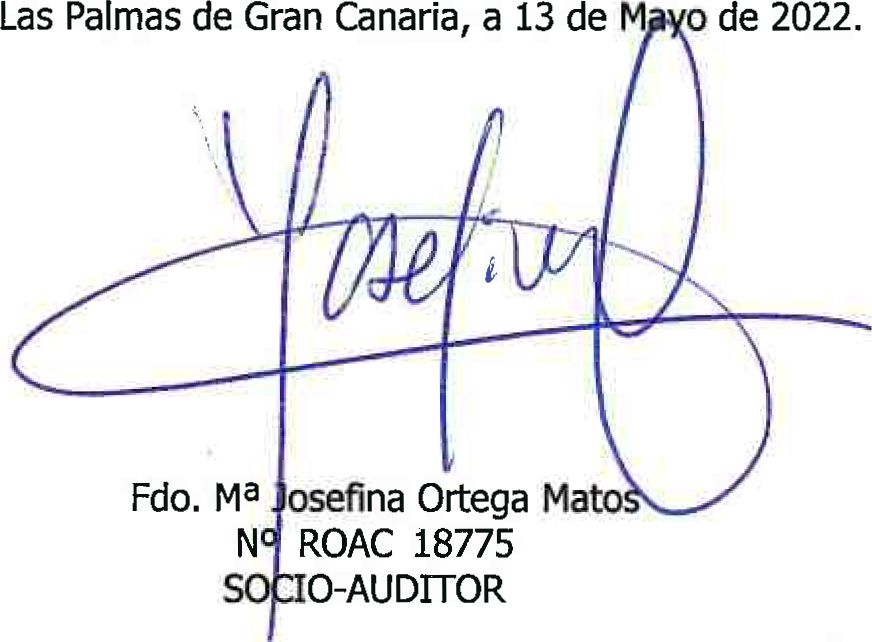 Las Palmas de Gran Canaria, a 13 de Mayo de 2022.
Josefina
Fdo. Mª Josefina Ortega Matos
Nº ROAC 18775
SOCIO-AUDITOR